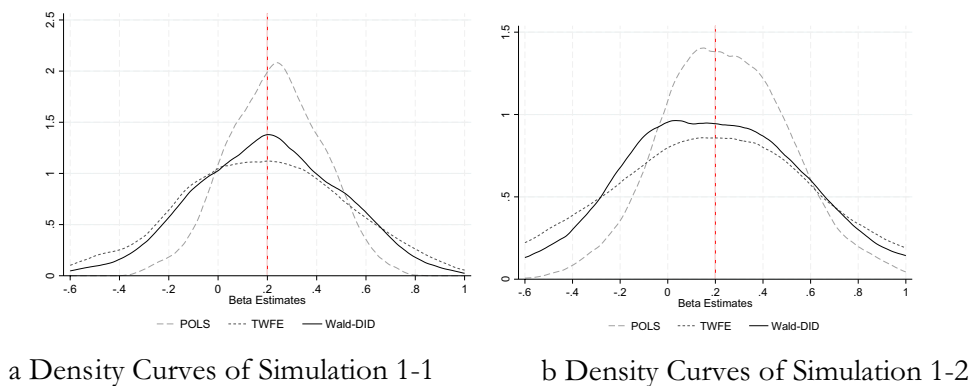 2.5
2
1.5
1
.5
0
-.6 -.4 -.2 0 .2 .4 .6 .8 1
Beta Estimates
POLS TWFE Wald-DID
a Density Curves of Simulation 1-1
1.5
1
.5
0
-.6 -.4 -.2 0 .2 .4 .6 .8 1
Beta Estimates
POLS TWFE Wald-DID
b Density Curves of Simulation 1-2